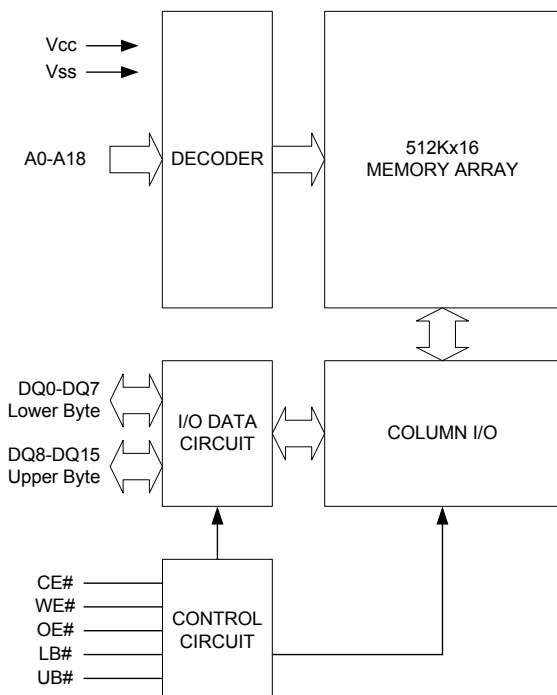 Vcc
Vss
A0-A18
DECODER
512Kx16
MEMORY ARRAY
DQ0-DQ7
Lower Byte
DQ8-DQ15
Upper Byte
I/O DATA
CIRCUIT
COLUMN I/O
CE#
WE#
OE#
LB#
UB#
CONTROL
CIRCUIT